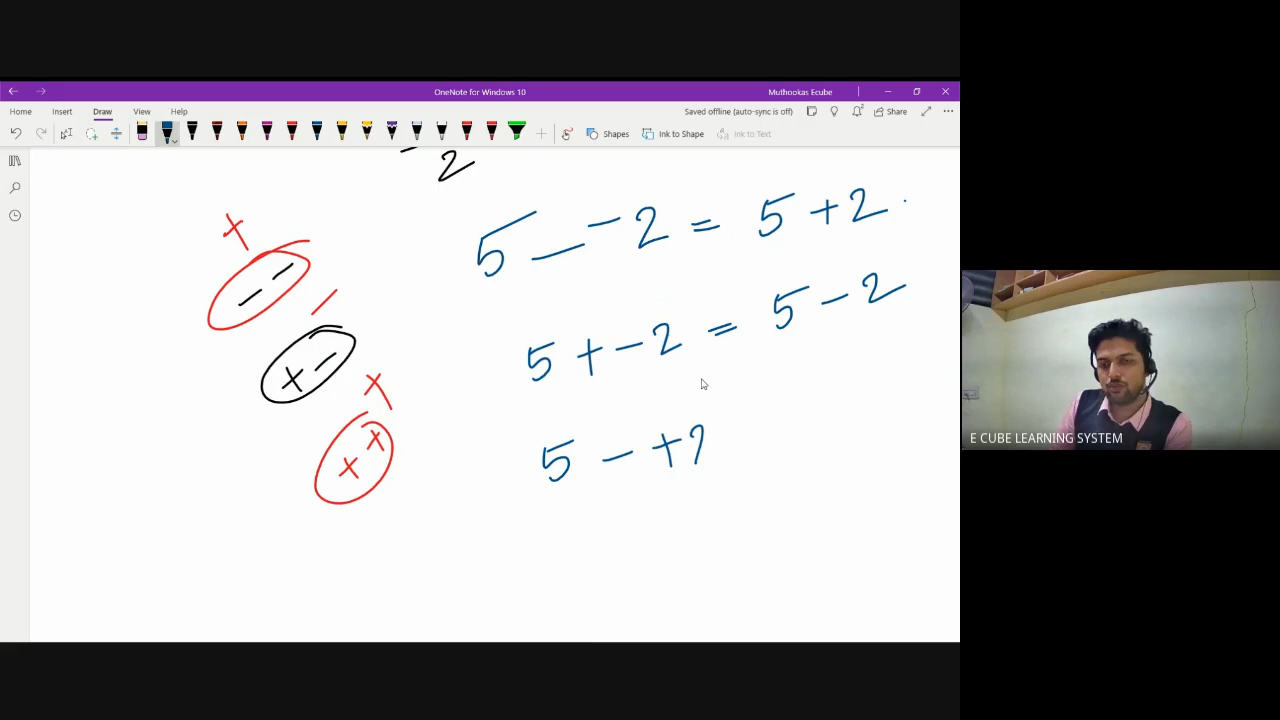 OneNote for Windows 10
Muthookas Ecube
Home Insert Draw View Help
Saved offline (auto-sync is off)
Share
Shapes
Ink to Shape
Ink to Text
2
5 - - 2 = 5 + 2
+
- -
-
5 + - 2 = 5 - 2
+ -
+
+ +
5 - + 2
E CUBE LEARNING SYSTEM